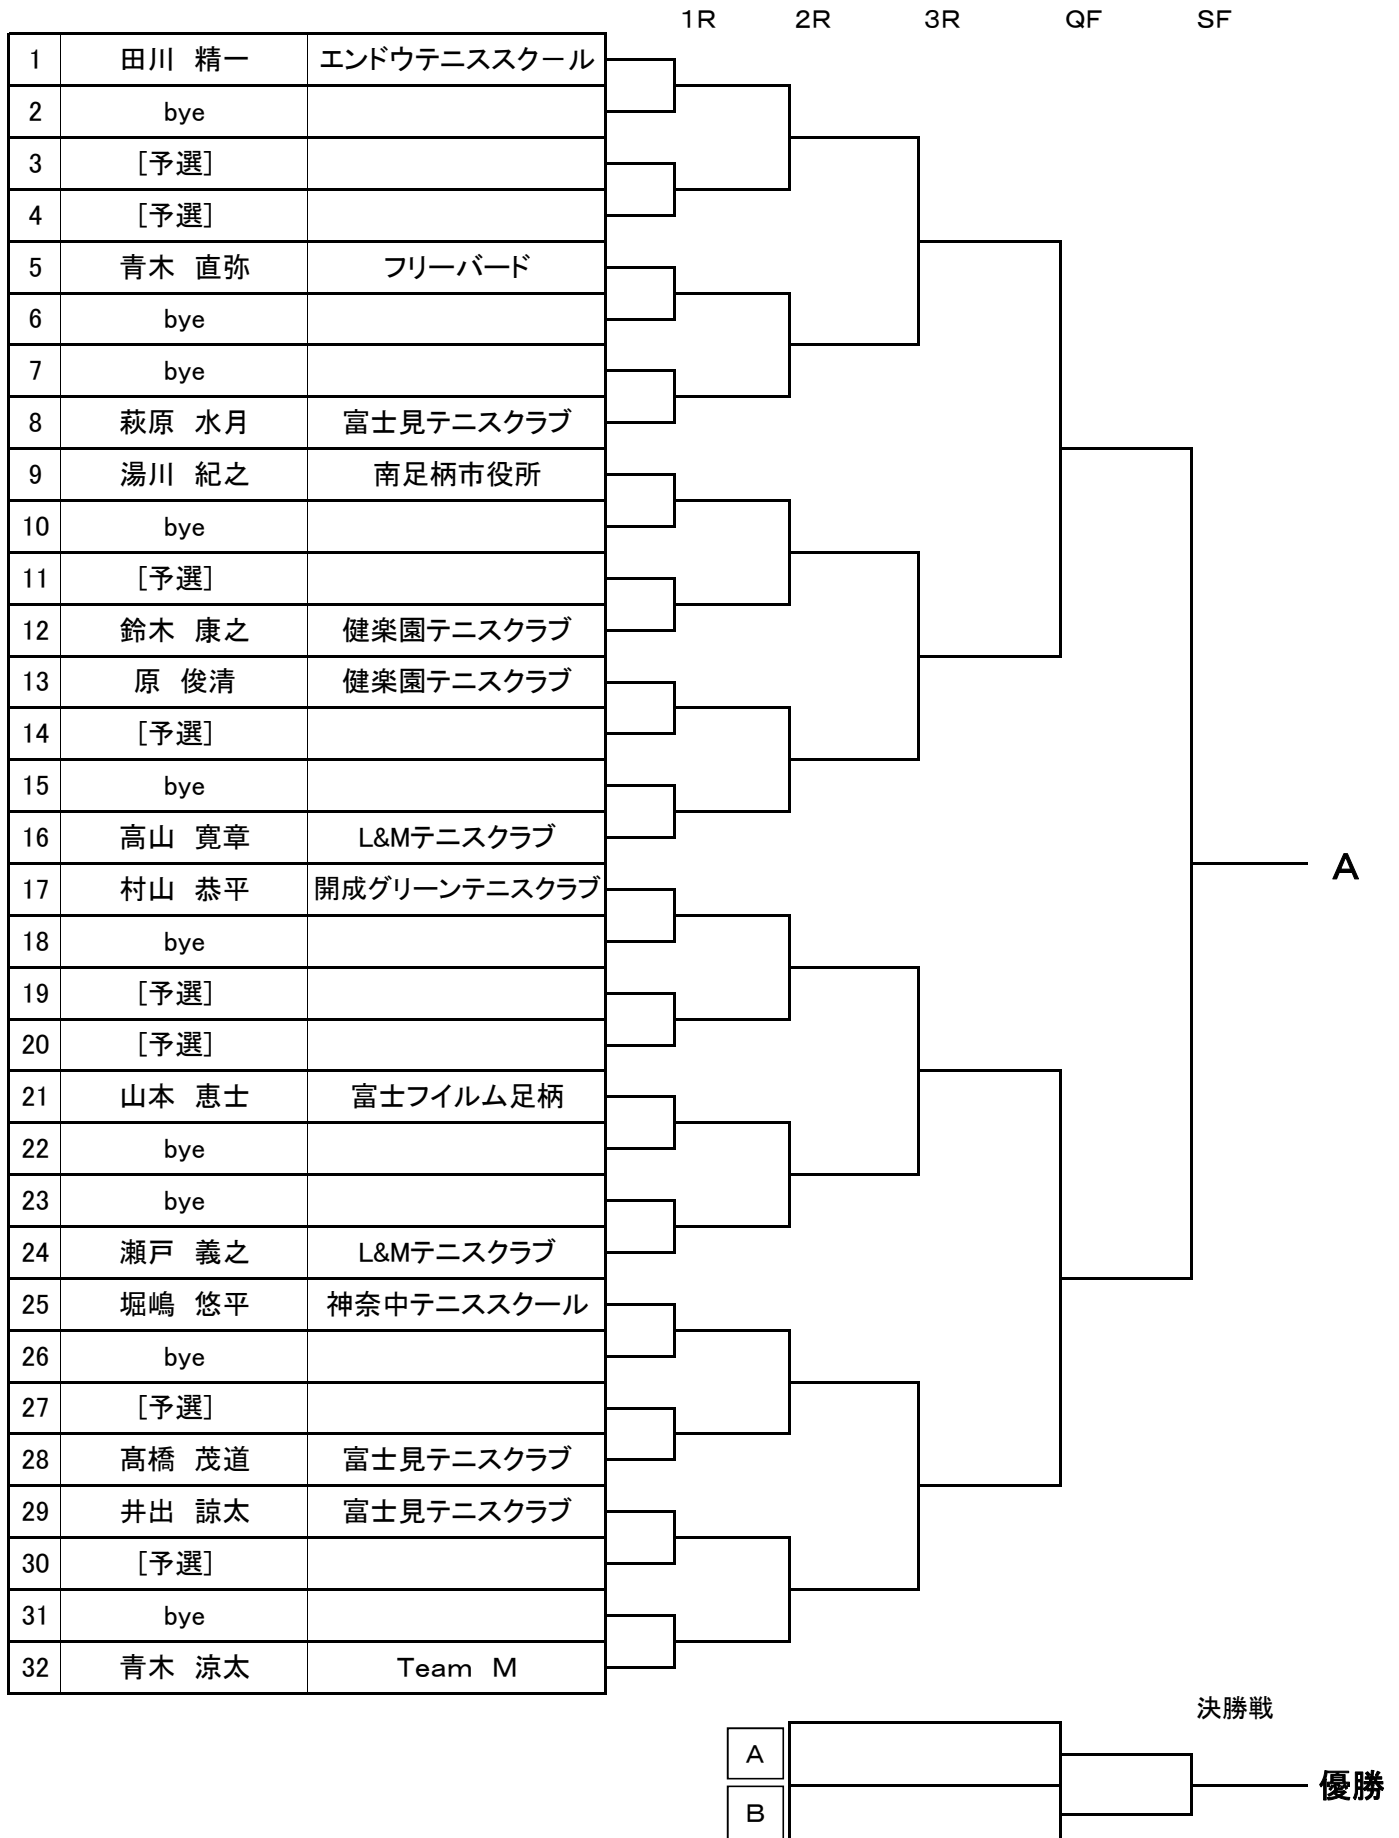 1R 2R 3R QF SF
1 田川 精一 エンドウテニススクール
2 bye
3 [予選]
4 [予選]
5 青木 直弥 フリーバード
6 bye
7 bye
8 萩原 水月 富士見テニスクラブ
9 湯川 紀之 南足柄市役所
10 bye
11 [予選]
12 鈴木 康之 健楽園テニスクラブ
13 原 俊清 健楽園テニスクラブ
14 [予選]
15 bye
16 高山 寛章 L&Mテニスクラブ
A
17 村山 恭平 開成グリーンテニスクラブ
18 bye
19 [予選]
20 [予選]
21 山本 恵士 富士フイルム足柄
22 bye
23 bye
24 瀬戸 義之 L&Mテニスクラブ
25 堀嶋 悠平 神奈中テニススクール
26 bye
27 [予選]
28 髙橋 茂道 富士見テニスクラブ
29 井出 諒太 富士見テニスクラブ
30 [予選]
31 bye
32 青木 涼太 Team M
決勝戦
A
優勝
B